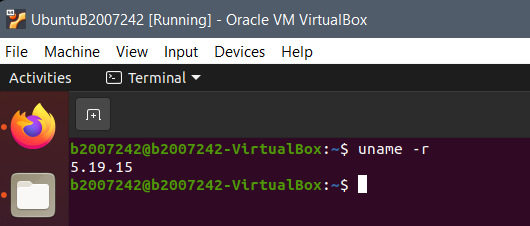 UbuntuB2007242 [Running] - Oracle VM VirtualBox
File Machine View Input Devices Help
Activities Terminal
b2007242@b2007242-VirtualBox:~$ uname -r
5.19.15
b2007242@b2007242-VirtualBox:~$